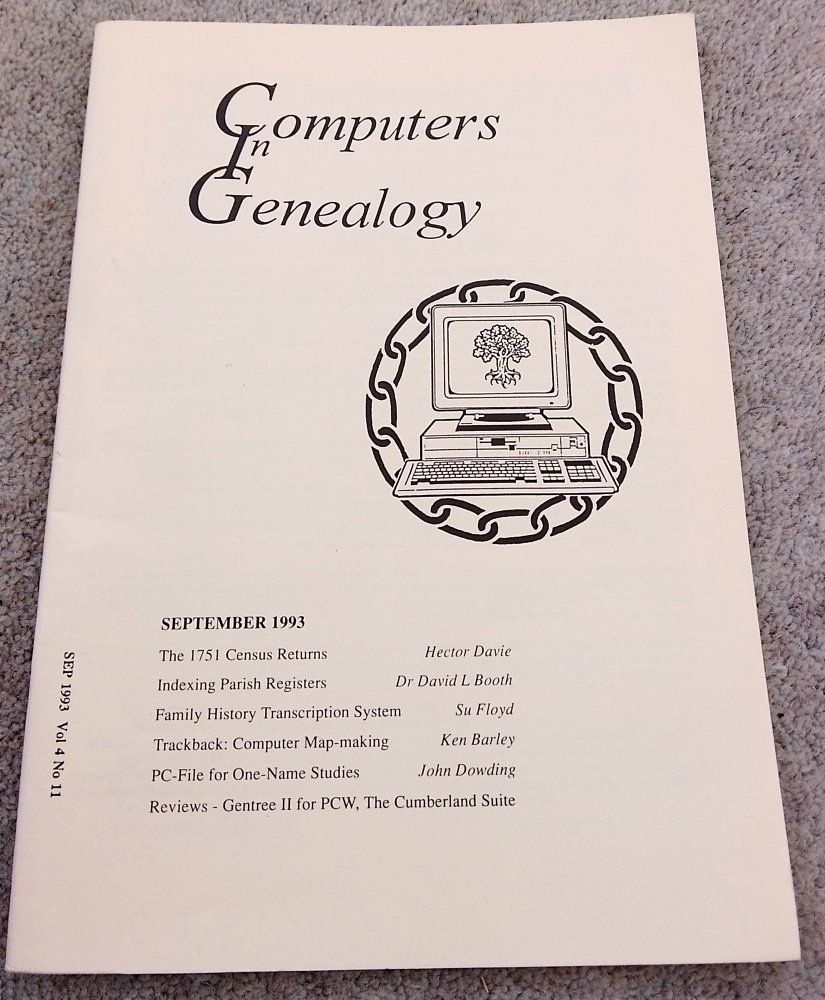 Computers
In
Genealogy
SEPTEMBER 1993
The 1751 Census Returns Hector Davie
Indexing Parish Registers Dr David L Booth
Family History Transcription System Su Floyd
Trackback: Computer Map-making Ken Barley
PC-File for One-Name Studies John Dowding
Reviews - Gentree II for PCW, The Cumberland Suite
SEP 1993 Vol 4 No 11